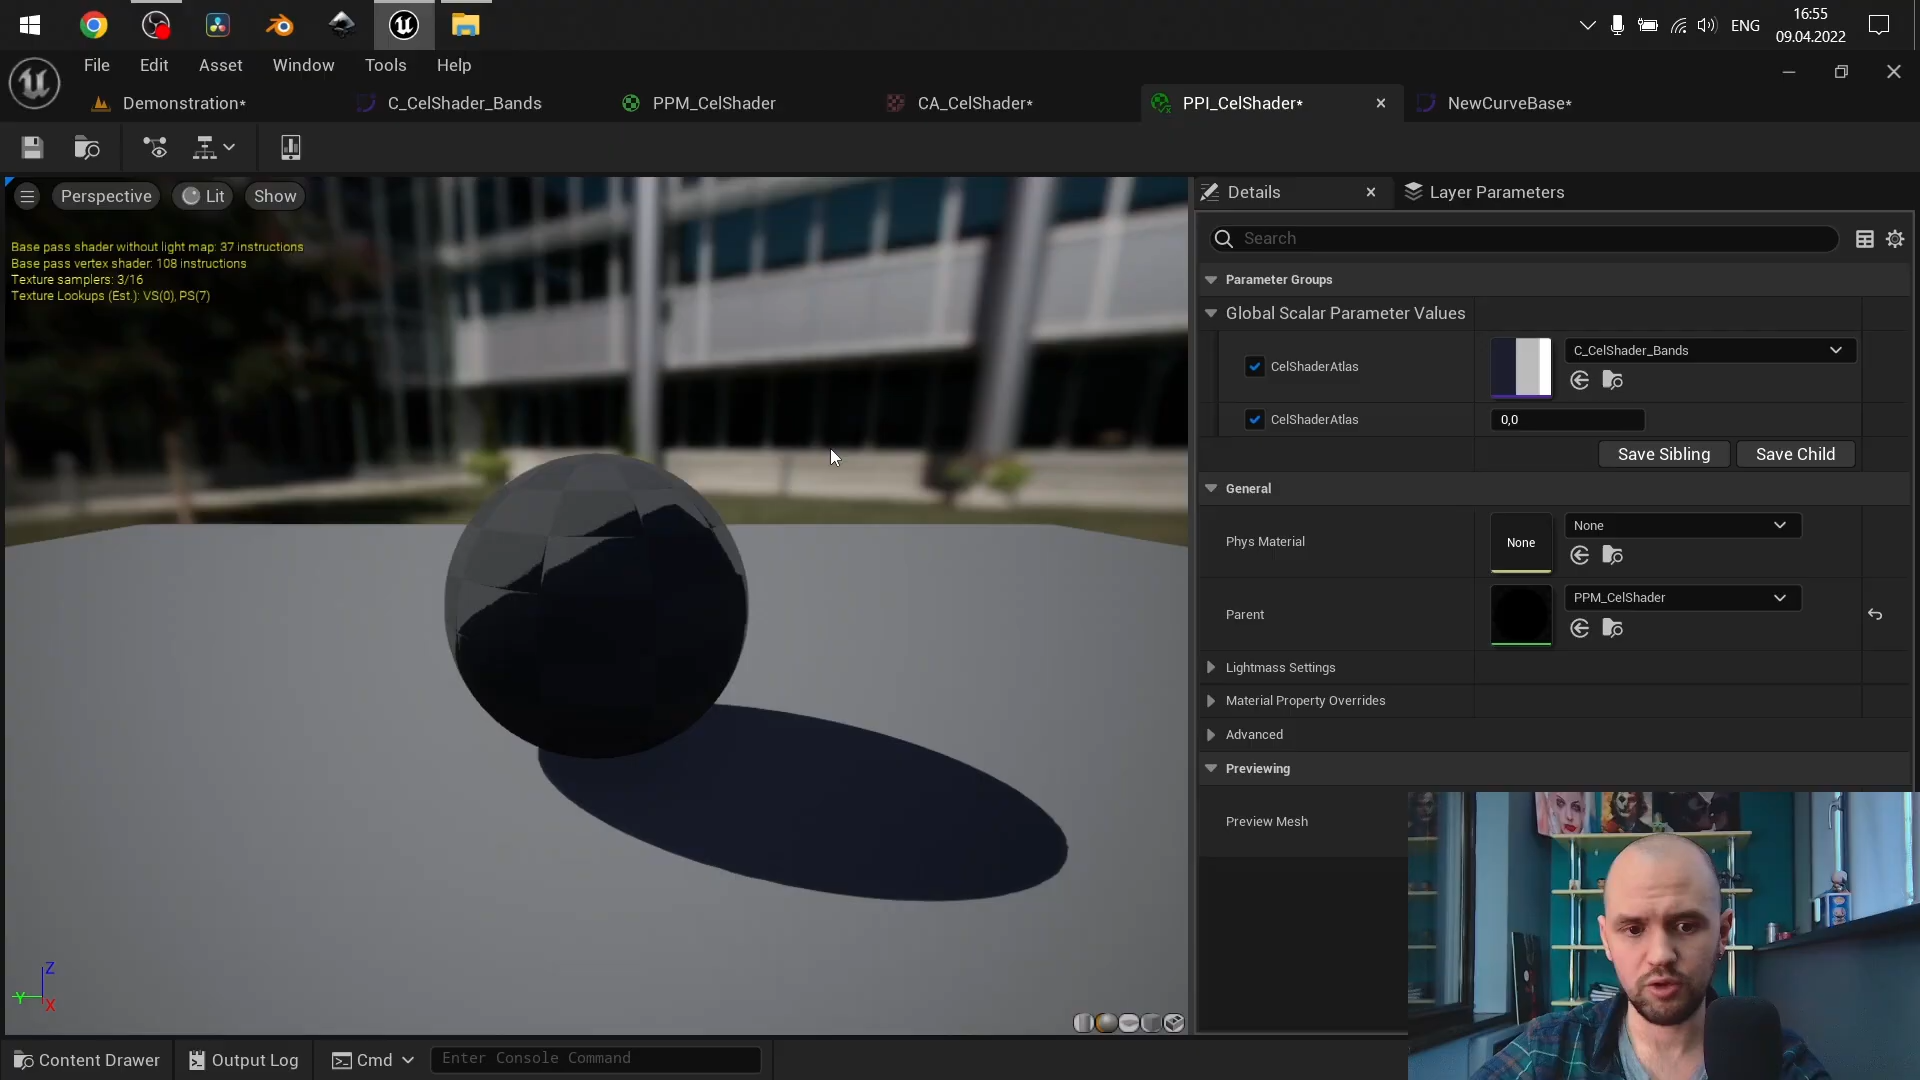 ENG
16:55
09.04.2022
File Edit Asset Window Tools Help
Demonstration* C_CelShader_Bands PPM_CelShader CA_CelShader* PPI_CelShader* NewCurveBase*
Perspective Lit Show
Base pass shader without light map: 37 instructions
Base pass vertex shader: 108 instructions
Texture samplers: 3/16
Texture Lookups (Est.): VS(0), PS(7)
Z
Y
X
Details Layer Parameters
Search
Parameter Groups
Global Scalar Parameter Values
CelShaderAtlas C_CelShader_Bands
CelShaderAtlas 0,0
Save Sibling Save Child
General
Phys Material None None
Parent PPM_CelShader
Lightmass Settings
Material Property Overrides
Advanced
Previewing
Preview Mesh
Content Drawer Output Log Cmd Enter Console Command